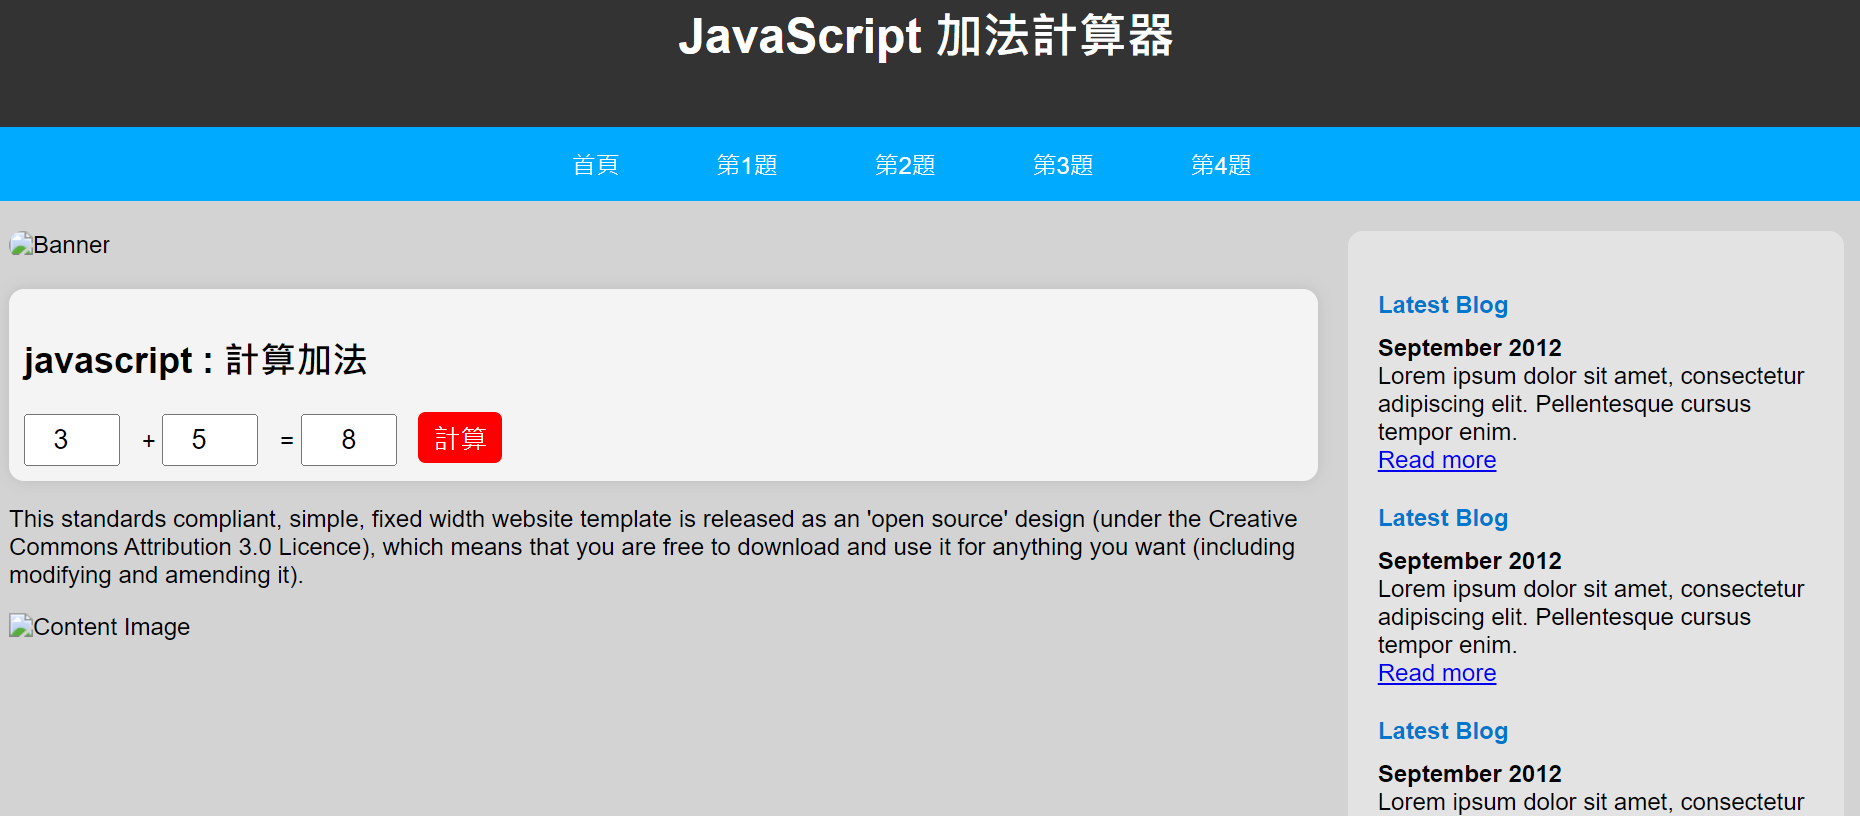 JavaScript 加法計算器
首頁 第1題 第2題 第3題 第4題
Banner
javascript : 計算加法
3 + 5 = 8 計算
This standards compliant, simple, fixed width website template is released as an 'open source' design (under the Creative
Commons Attribution 3.0 Licence), which means that you are free to download and use it for anything you want (including
modifying and amending it).
Content Image
Latest Blog
September 2012
Lorem ipsum dolor sit amet, consectetur
adipiscing elit. Pellentesque cursus
tempor enim.
Read more
Latest Blog
September 2012
Lorem ipsum dolor sit amet, consectetur
adipiscing elit. Pellentesque cursus
tempor enim.
Read more
Latest Blog
September 2012
Lorem ipsum dolor sit amet, consectetur